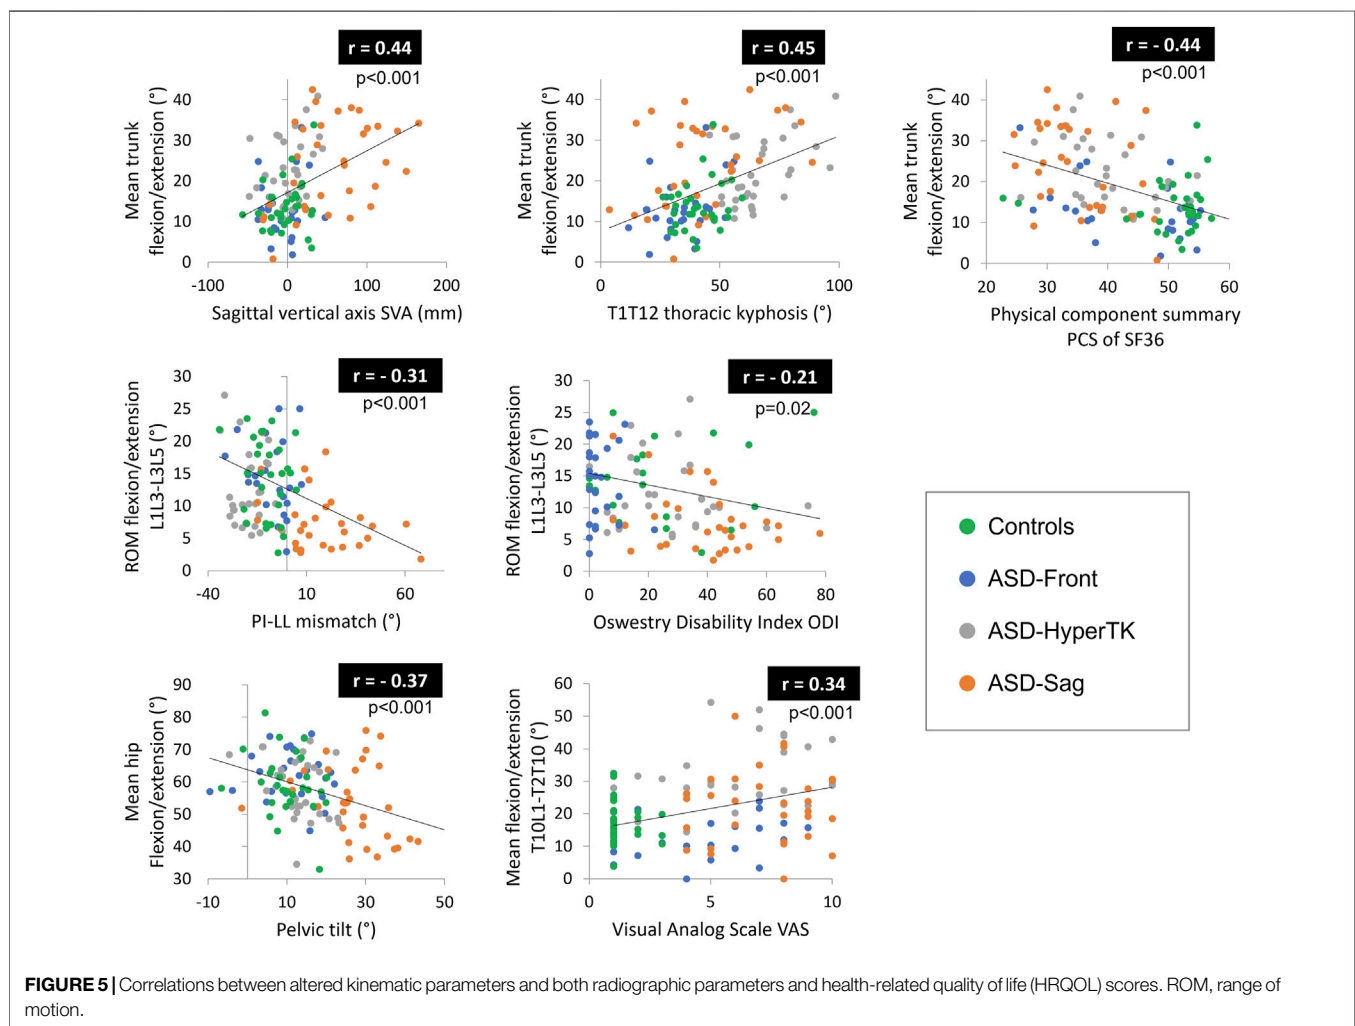 r = 0.44
p<0.001
Mean trunk
flexion/extension (°)
40
30
20
10
0
-100
0
100
200
Sagittal vertical axis SVA (mm)
r = 0.45
p<0.001
Mean trunk
flexion/extension (°)
40
30
20
10
0
0
50
100
T1T12 thoracic kyphosis (°)
r = - 0.44
p<0.001
Mean trunk
flexion/extension (°)
40
30
20
10
0
20
30
40
50
60
Physical component summary
PCS of SF36
r = - 0.31
p<0.001
ROM flexion/extension
L1L3-L3L5 (°)
30
25
20
15
10
5
0
-40
10
60
PI-LL mismatch (°)
r = - 0.21
p=0.02
ROM flexion/extension
L1L3-L3L5 (°)
30
25
20
15
10
5
0
0
20
40
60
80
Oswestry Disability Index ODI
Controls
ASD-Front
ASD-HyperTK
ASD-Sag
r = - 0.37
p<0.001
Mean hip
Flexion/extension (°)
90
80
70
60
50
40
30
-10
10
30
50
Pelvic tilt (°)
r = 0.34
p<0.001
Mean flexion/extension
T10L1-T2T10 (°)
60
50
40
30
20
10
0
0
5
10
Visual Analog Scale VAS
FIGURE 5 | Correlations between altered kinematic parameters and both radiographic parameters and health-related quality of life (HRQOL) scores. ROM, range of
motion.